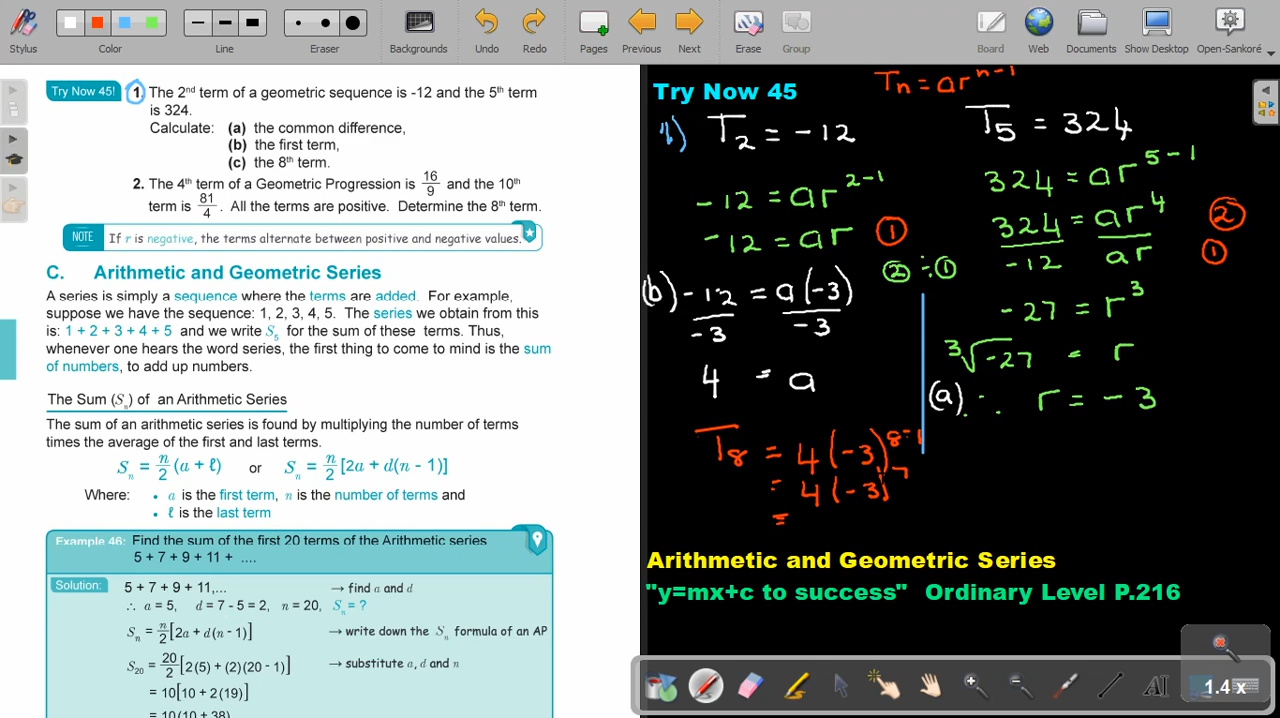 Stylus Color Line Eraser Backgrounds Undo Redo Pages Previous Next Erase Group Board Web Documents Show Desktop Open-Sankoré
Try Now 45! 1. The 2nd term of a geometric sequence is -12 and the 5th term
is 324.
Calculate: (a) the common difference,
(b) the first term,
(c) the 8th term.
2. The 4th term of a Geometric Progression is 16/9 and the 10th
term is 81/4. All the terms are positive. Determine the 8th term.
NOTE If r is negative, the terms alternate between positive and negative values.
C. Arithmetic and Geometric Series
A series is simply a sequence where the terms are added. For example,
suppose we have the sequence: 1, 2, 3, 4, 5. The series we obtain from this
is: 1 + 2 + 3 + 4 + 5 and we write S₅ for the sum of these terms. Thus,
whenever one hears the word series, the first thing to come to mind is the sum
of numbers, to add up numbers.
The Sum (Sₙ) of an Arithmetic Series
The sum of an arithmetic series is found by multiplying the number of terms
times the average of the first and last terms.
Sₙ = n/2 (a + ℓ) or Sₙ = n/2 [2a + d(n - 1)]
Where: • a is the first term, n is the number of terms and
• ℓ is the last term
Example 46: Find the sum of the first 20 terms of the Arithmetic series
5 + 7 + 9 + 11 + ....
Solution: 5 + 7 + 9 + 11,... → find a and d
∴ a = 5, d = 7 - 5 = 2, n = 20, Sₙ = ?
Sₙ = n/2 [2a + d(n - 1)] → write down the Sₙ formula of an AP
S₂₀ = 20/2 [2(5) + (2)(20 - 1)] → substitute a, d and n
= 10[10 + 2(19)]
= 10(10 + 38)
Tn = ar^(n-1)
Try Now 45
1) T₂ = -12
-12 = ar^(2-1)
-12 = ar ①
② ÷ ①
(b) -12/-3 = a(-3)/-3
4 = a
T₈ = 4(-3)^(8-1)
= 4(-3)^7
=
T₅ = 324
324 = ar^(5-1)
324/-12 = ar⁴/ar ② ①
-27 = r³
³√-27 = r
(a) ∴ r = -3
Arithmetic and Geometric Series
"y=mx+c to success" Ordinary Level P.216
1.4 x